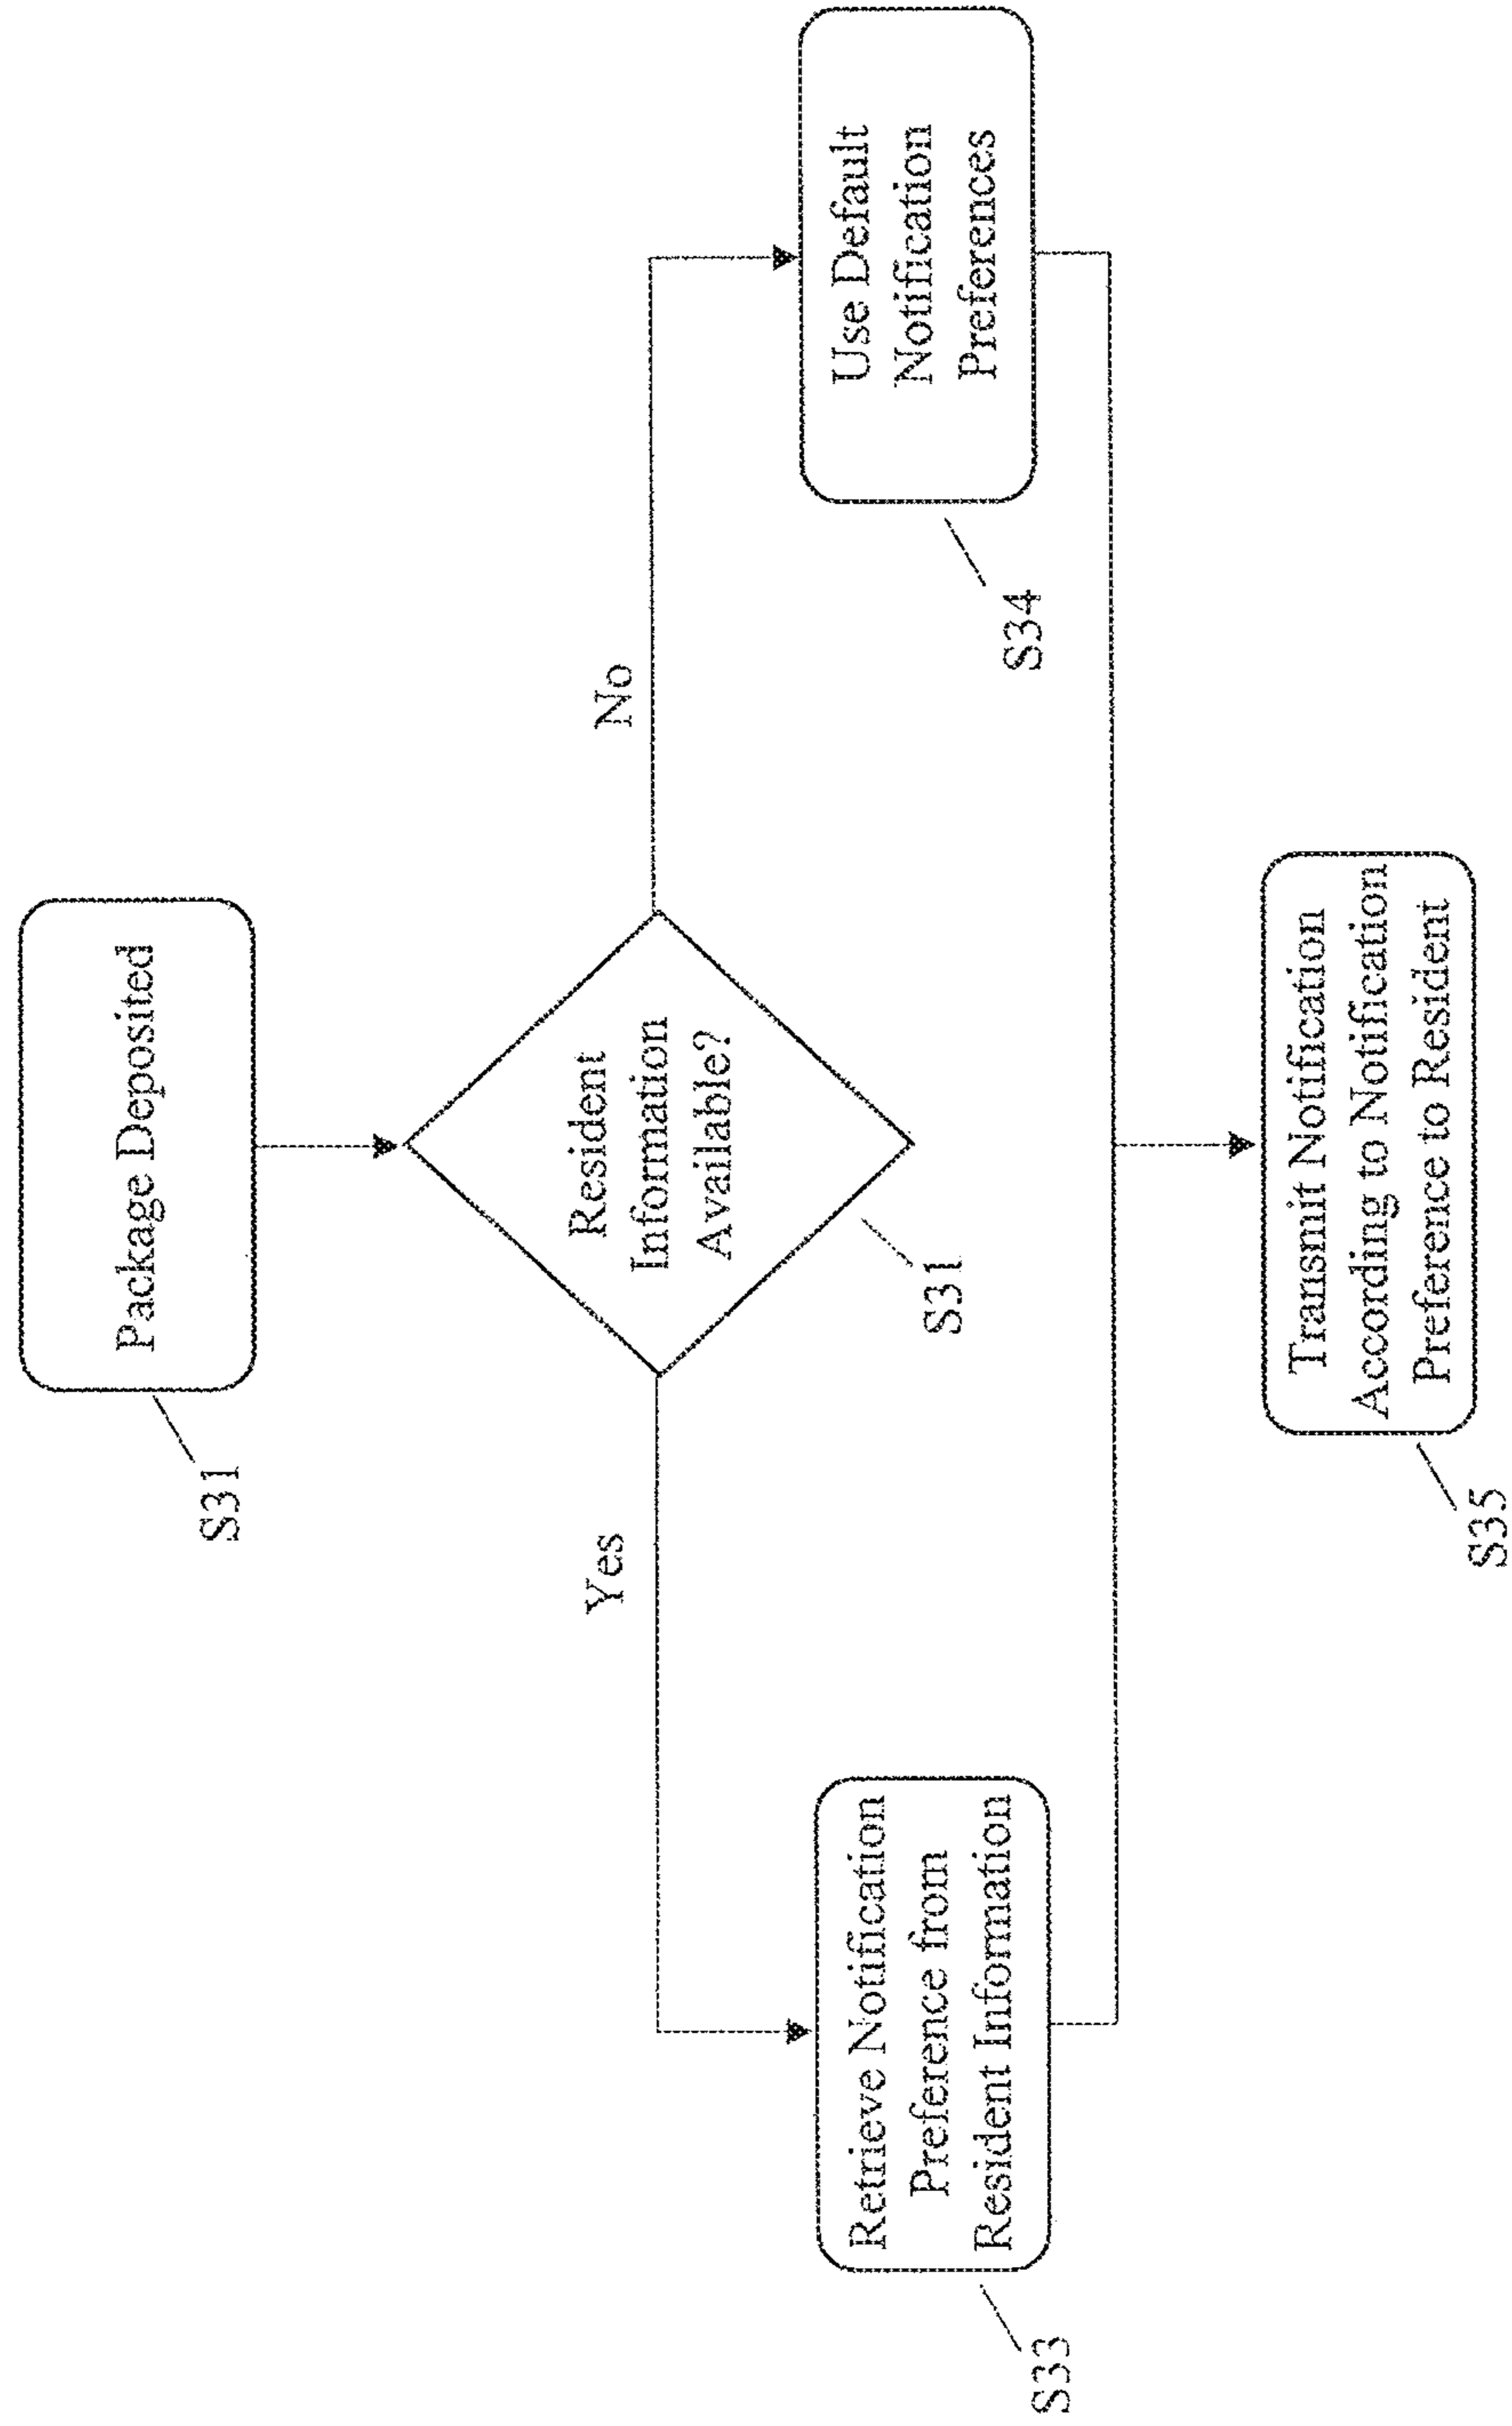 Package Deposited
S31
Resident
Information
Available?
S31
Yes
No
Retrieve Notification
Preference from
Resident Information
S33
Use Default
Notification
Preferences
S34
Transmit Notification
According to Notification
Preference to Resident
S35